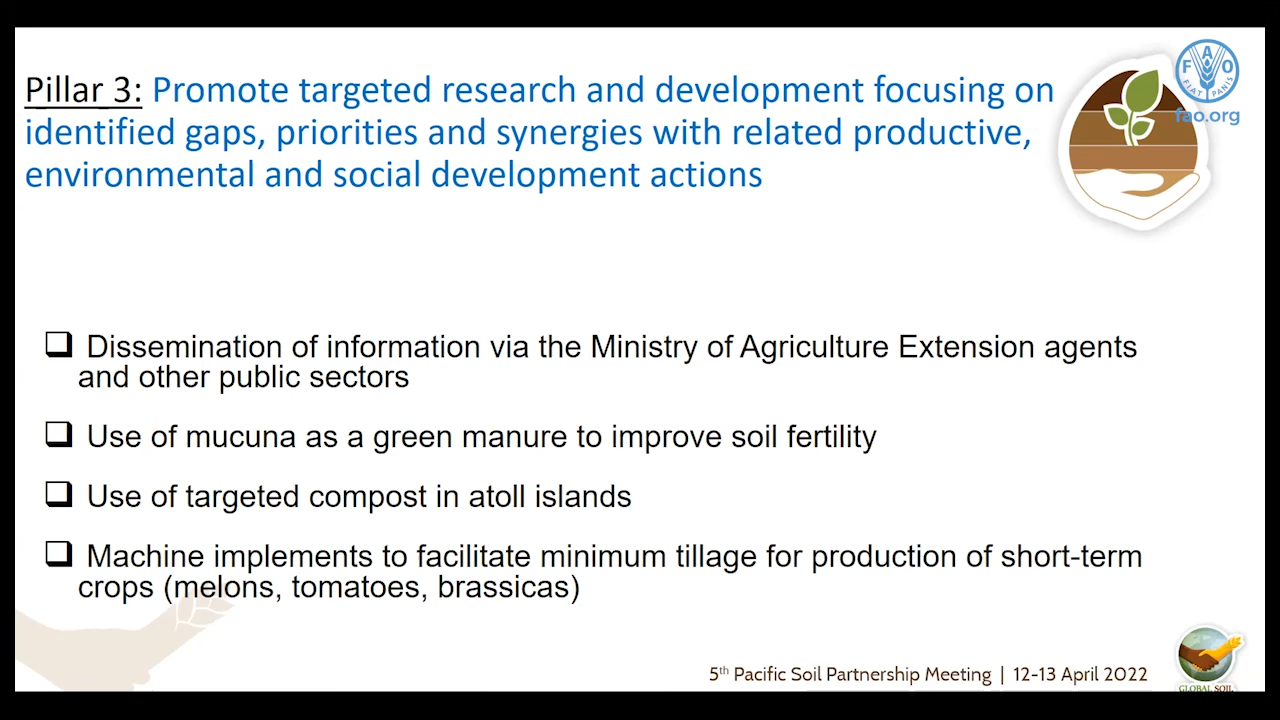 Pillar 3: Promote targeted research and development focusing on
identified gaps, priorities and synergies with related productive,
environmental and social development actions
F A O
FIAT PANIS
fao.org
❑ Dissemination of information via the Ministry of Agriculture Extension agents
and other public sectors
❑ Use of mucuna as a green manure to improve soil fertility
❑ Use of targeted compost in atoll islands
❑ Machine implements to facilitate minimum tillage for production of short-term
crops (melons, tomatoes, brassicas)
5th Pacific Soil Partnership Meeting | 12-13 April 2022
GLOBAL SOIL